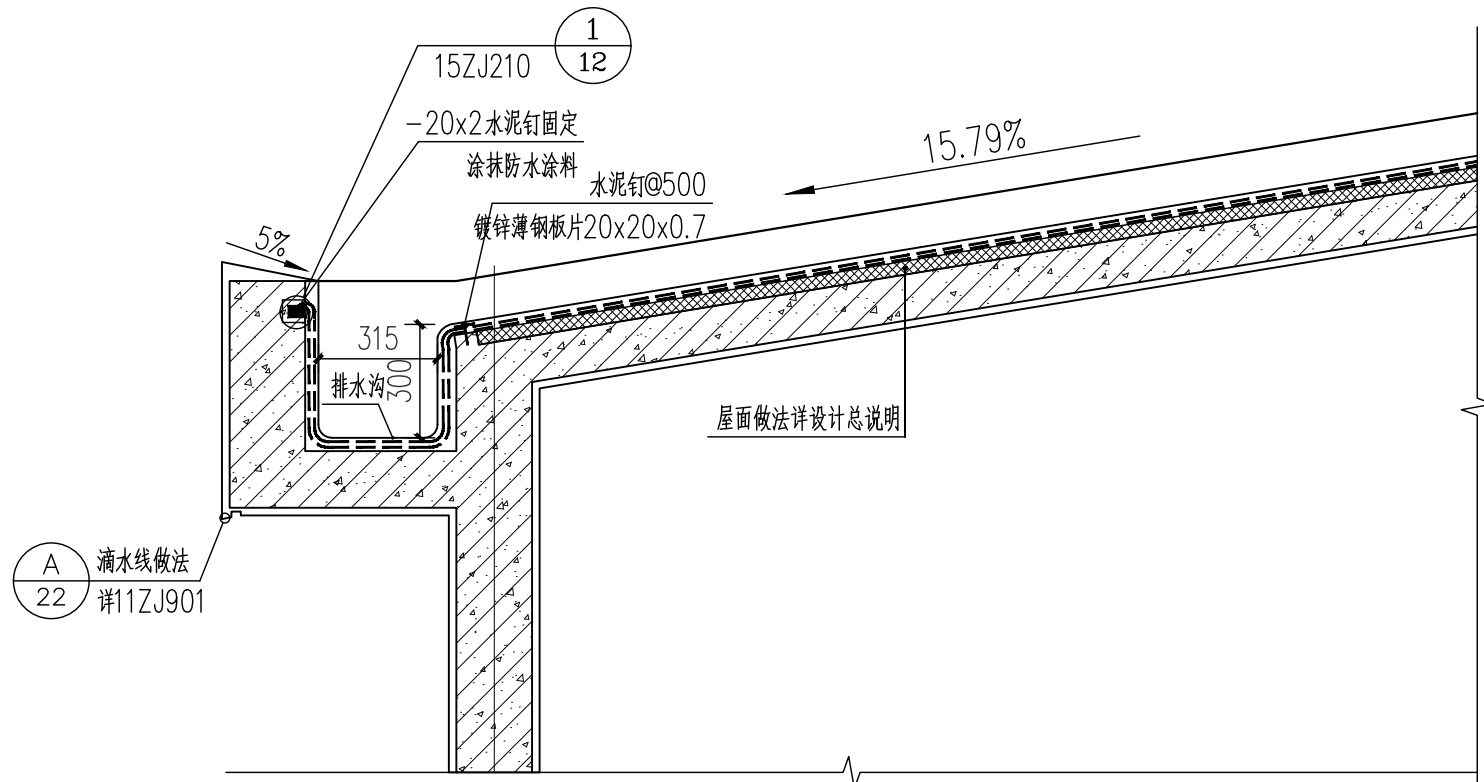 1
15ZJ210
12
-20x2水泥钉固定
涂抹防水涂料
水泥钉@500
镀锌薄钢板片20x20x0.7
15.79%
5%
315
300
排水沟
屋面做法详设计总说明
A
滴水线做法
22
详11ZJ901